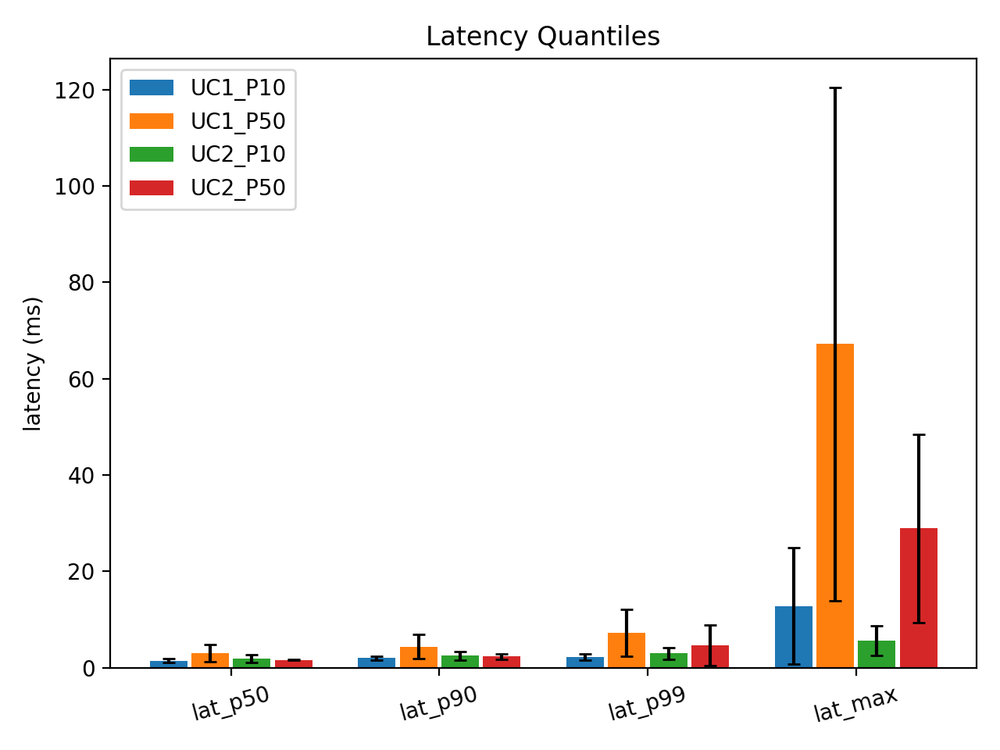 Latency Quantiles
UC1_P10
UC1_P50
UC2_P10
UC2_P50
120
100
80
60
40
20
0
latency (ms)
lat_p50
lat_p90
lat_p99
lat_max